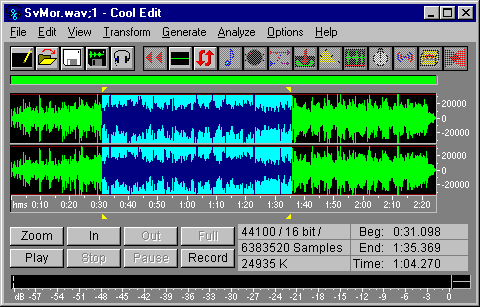 SvMor.wav;1 - Cool Edit
File Edit View Transform Generate Analyze Options Help
20000
0
-20000
20000
0
-20000
hms 0:10 0:20 0:30 0:40 0:50 1:00 1:10 1:20 1:30 1:40 1:50 2:00 2:10 2:20
Zoom In Out Full
Play Stop Pause Record
44100 / 16 bit /
6383520 Samples
24935 K
Beg: 0:31.098
End: 1:35.369
Time: 1:04.270
dB -57 -54 -51 -48 -45 -42 -39 -36 -33 -30 -27 -24 -21 -18 -15 -12 -9 -6 -3 0